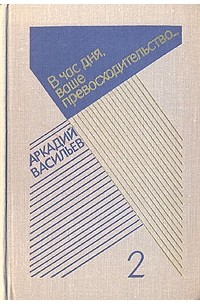 В час дня,
ваше
превосходительство...
АРКАДИЙ
ВАСИЛЬЕВ
2